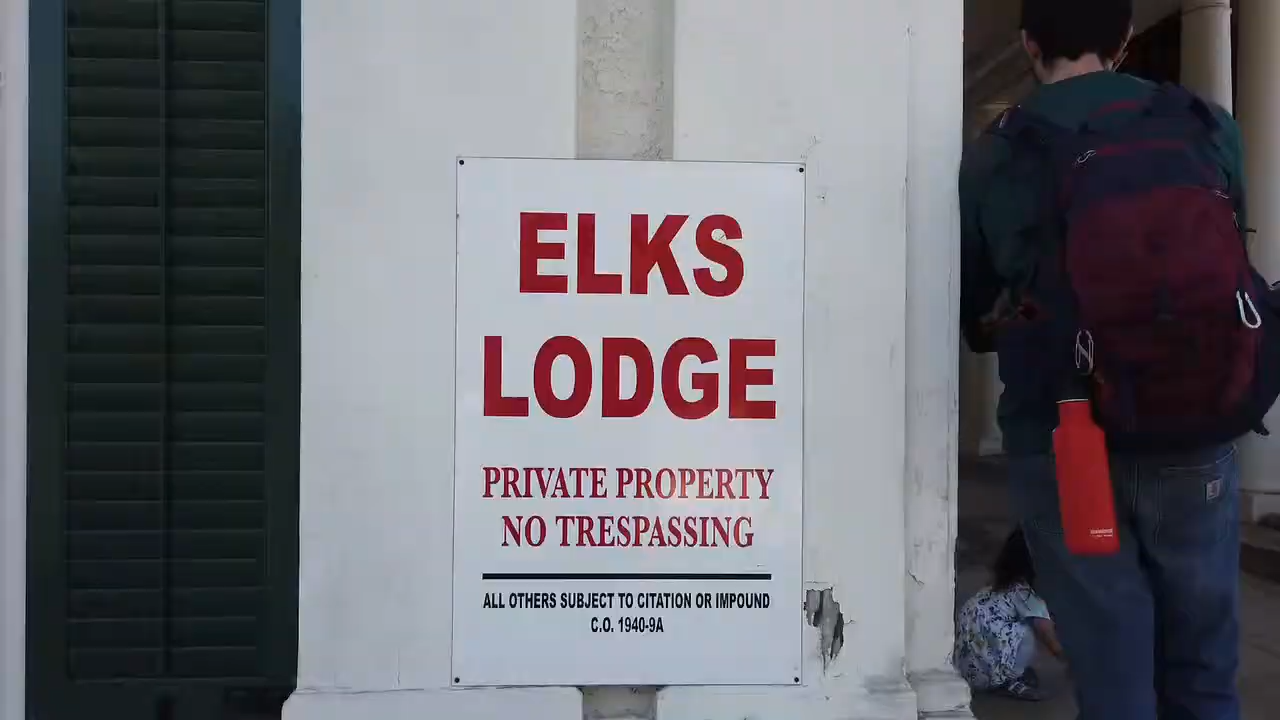 ELKS
LODGE
PRIVATE PROPERTY
NO TRESPASSING
ALL OTHERS SUBJECT TO CITATION OR IMPOUND
C.O. 1940-9A